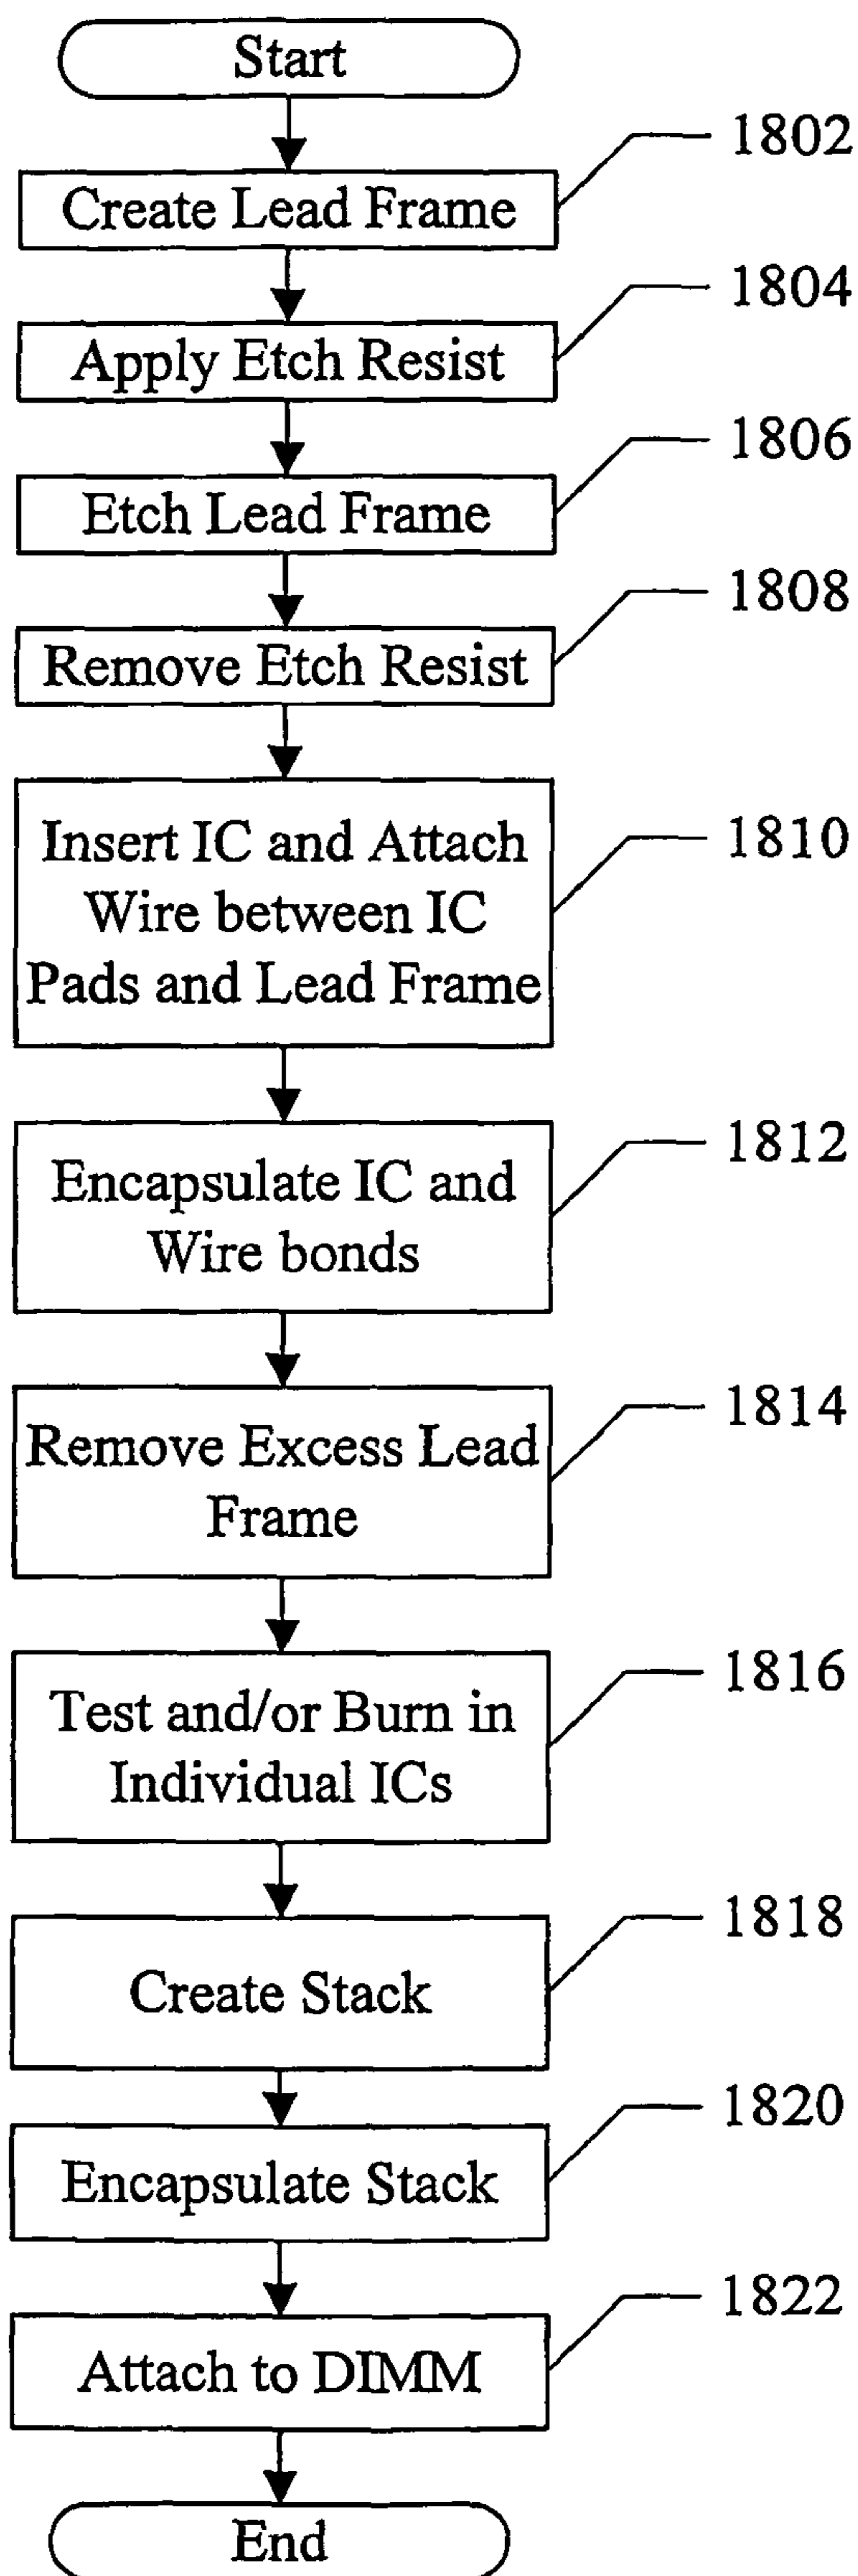 Start
1802
Create Lead Frame
1804
Apply Etch Resist
1806
Etch Lead Frame
1808
Remove Etch Resist
1810
Insert IC and Attach
Wire between IC
Pads and Lead Frame
1812
Encapsulate IC and
Wire bonds
1814
Remove Excess Lead
Frame
1816
Test and/or Burn in
Individual ICs
1818
Create Stack
1820
Encapsulate Stack
1822
Attach to DIMM
End